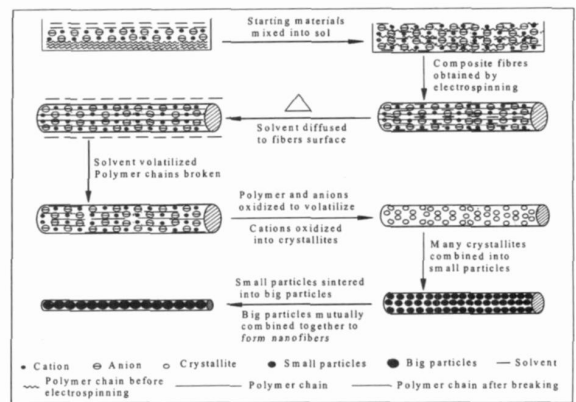 Starting materials
mixed into sol
Composite fibres
obtained by
electrospinning
Solvent diffused
to fibers surface
Solvent volatilized
Polymer chains broken
Polymer and anions
oxidized to volatilize
Cations oxidized
into crystallites
Many crystallites
combined into
small particles
Small particles sintered
into big particles
Big particles mutually
combined together to
form nanofibers
Cation Anion Crystallite Small particles Big particles Solvent
Polymer chain before Polymer chain Polymer chain after breaking
electrospinning